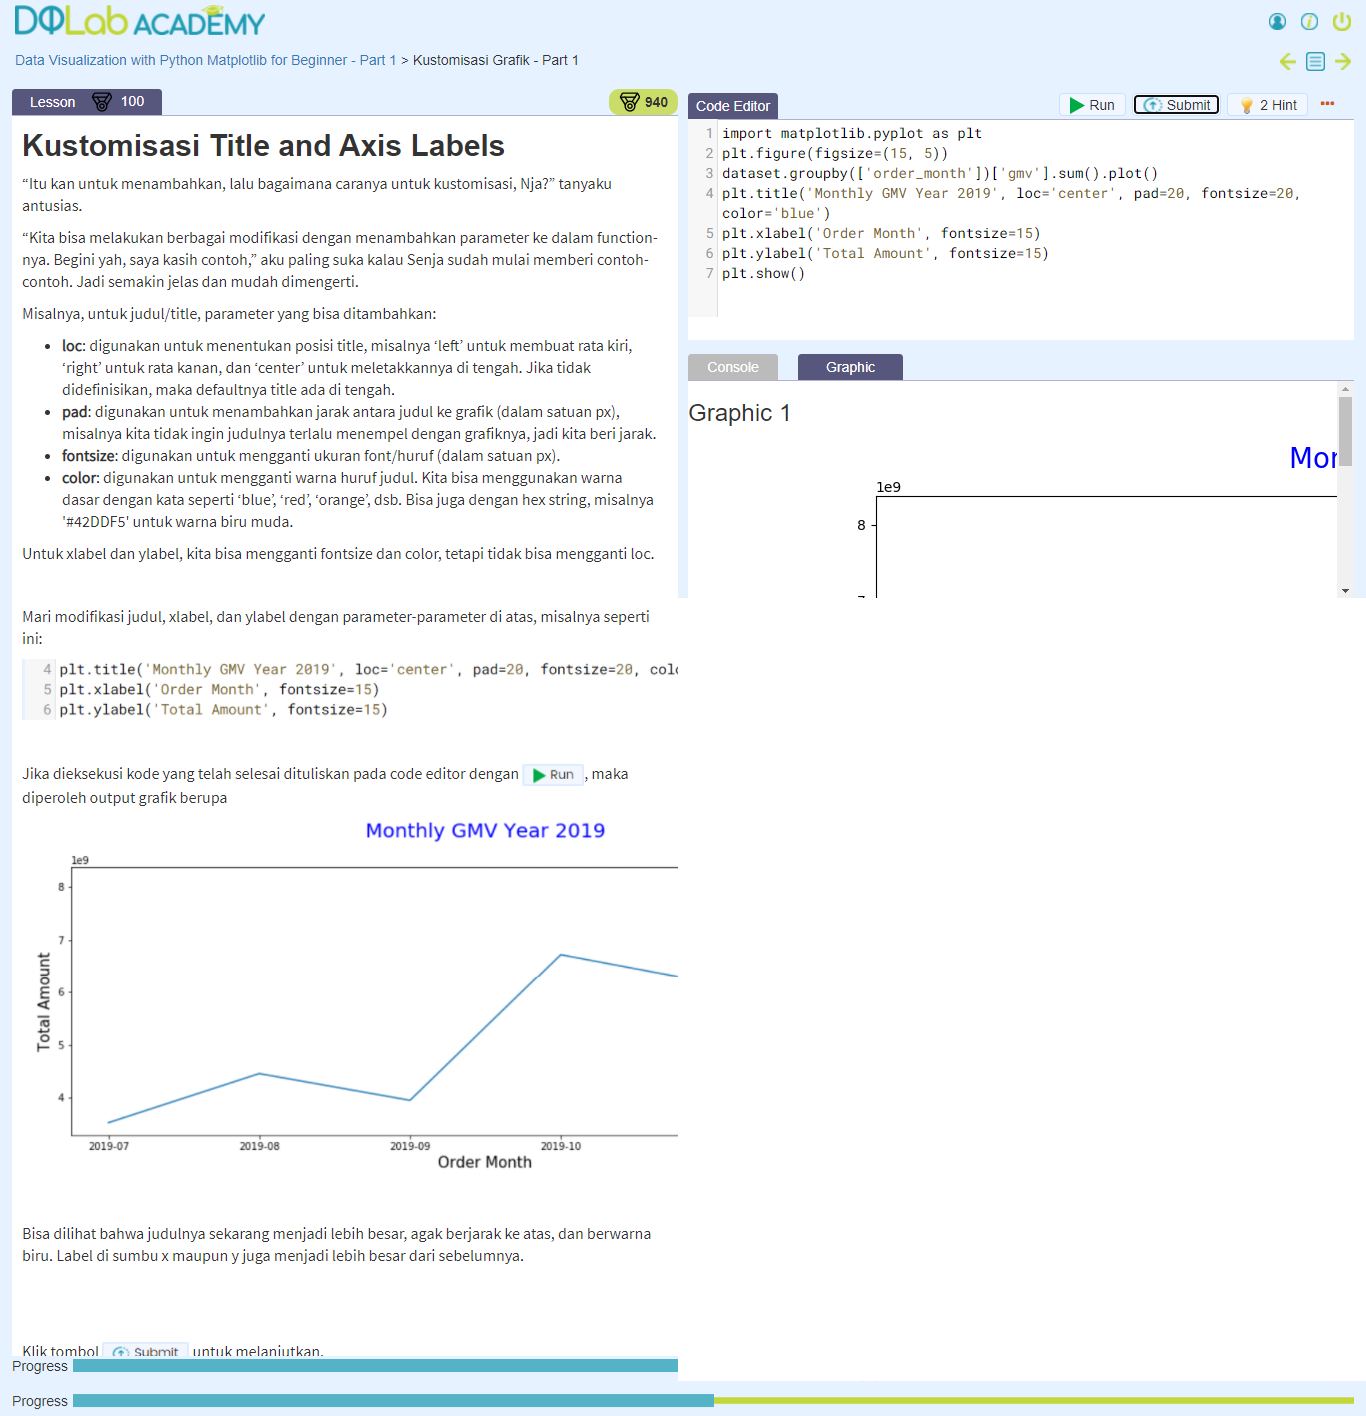 DQLab ACADEMY
Data Visualization with Python Matplotlib for Beginner - Part 1 > Kustomisasi Grafik - Part 1
Lesson 100
940
Kustomisasi Title and Axis Labels
“Itu kan untuk menambahkan, lalu bagaimana caranya untuk kustomisasi, Nja?” tanyaku
antusias.
“Kita bisa melakukan berbagai modifikasi dengan menambahkan parameter ke dalam function-
nya. Begini yah, saya kasih contoh,” aku paling suka kalau Senja sudah mulai memberi contoh-
contoh. Jadi semakin jelas dan mudah dimengerti.
Misalnya, untuk judul/title, parameter yang bisa ditambahkan:
• loc: digunakan untuk menentukan posisi title, misalnya ‘left’ untuk membuat rata kiri,
‘right’ untuk rata kanan, dan ‘center’ untuk meletakkannya di tengah. Jika tidak
didefinisikan, maka defaultnya title ada di tengah.
• pad: digunakan untuk menambahkan jarak antara judul ke grafik (dalam satuan px),
misalnya kita tidak ingin judulnya terlalu menempel dengan grafiknya, jadi kita beri jarak.
• fontsize: digunakan untuk mengganti ukuran font/huruf (dalam satuan px).
• color: digunakan untuk mengganti warna huruf judul. Kita bisa menggunakan warna
dasar dengan kata seperti ‘blue’, ‘red’, ‘orange’, dsb. Bisa juga dengan hex string, misalnya
'#42DDF5' untuk warna biru muda.
Untuk xlabel dan ylabel, kita bisa mengganti fontsize dan color, tetapi tidak bisa mengganti loc.
Mari modifikasi judul, xlabel, dan ylabel dengan parameter-parameter di atas, misalnya seperti
ini:
4 plt.title('Monthly GMV Year 2019', loc='center', pad=20, fontsize=20, colo
5 plt.xlabel('Order Month', fontsize=15)
6 plt.ylabel('Total Amount', fontsize=15)
Jika dieksekusi kode yang telah selesai dituliskan pada code editor dengan Run, maka
diperoleh output grafik berupa
Monthly GMV Year 2019
1e9
8
7
6
5
4
Total Amount
2019-07 2019-08 2019-09 2019-10
Order Month
Bisa dilihat bahwa judulnya sekarang menjadi lebih besar, agak berjarak ke atas, dan berwarna
biru. Label di sumbu x maupun y juga menjadi lebih besar dari sebelumnya.
Klik tombol Submit untuk melanjutkan.
Progress
Progress
Code Editor
Run Submit 2 Hint
1 import matplotlib.pyplot as plt
2 plt.figure(figsize=(15, 5))
3 dataset.groupby(['order_month'])['gmv'].sum().plot()
4 plt.title('Monthly GMV Year 2019', loc='center', pad=20, fontsize=20,
color='blue')
5 plt.xlabel('Order Month', fontsize=15)
6 plt.ylabel('Total Amount', fontsize=15)
7 plt.show()
Console Graphic
Graphic 1
Mor
1e9
8